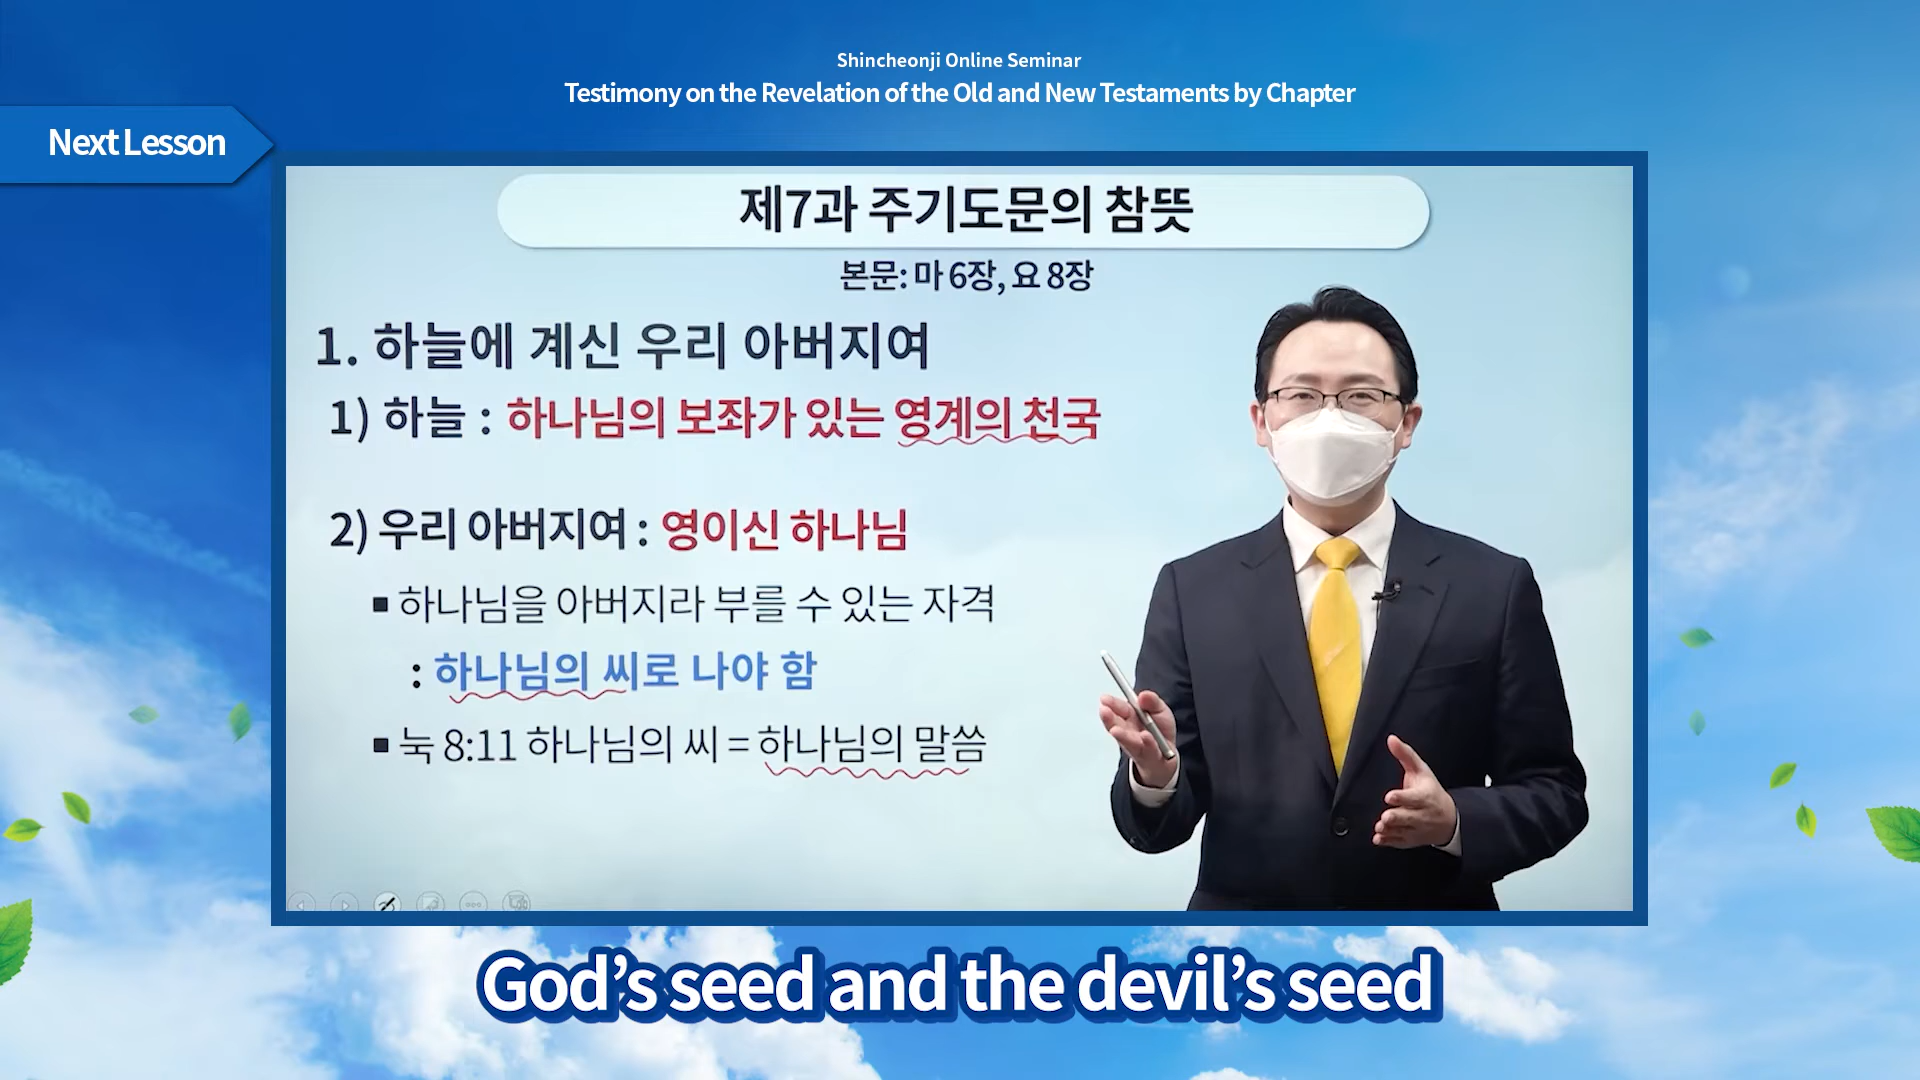 Shincheonji Online Seminar
Testimony on the Revelation of the Old and New Testaments by Chapter
Next Lesson
제7과 주기도문의 참뜻
본문: 마 6장, 요 8장
1. 하늘에 계신 우리 아버지여
1) 하늘 : 하나님의 보좌가 있는 영계의 천국
2) 우리 아버지여 : 영이신 하나님
▪ 하나님을 아버지라 부를 수 있는 자격
: 하나님의 씨로 나야 함
▪ 눅 8:11 하나님의 씨 = 하나님의 말씀
God’s seed and the devil’s seed